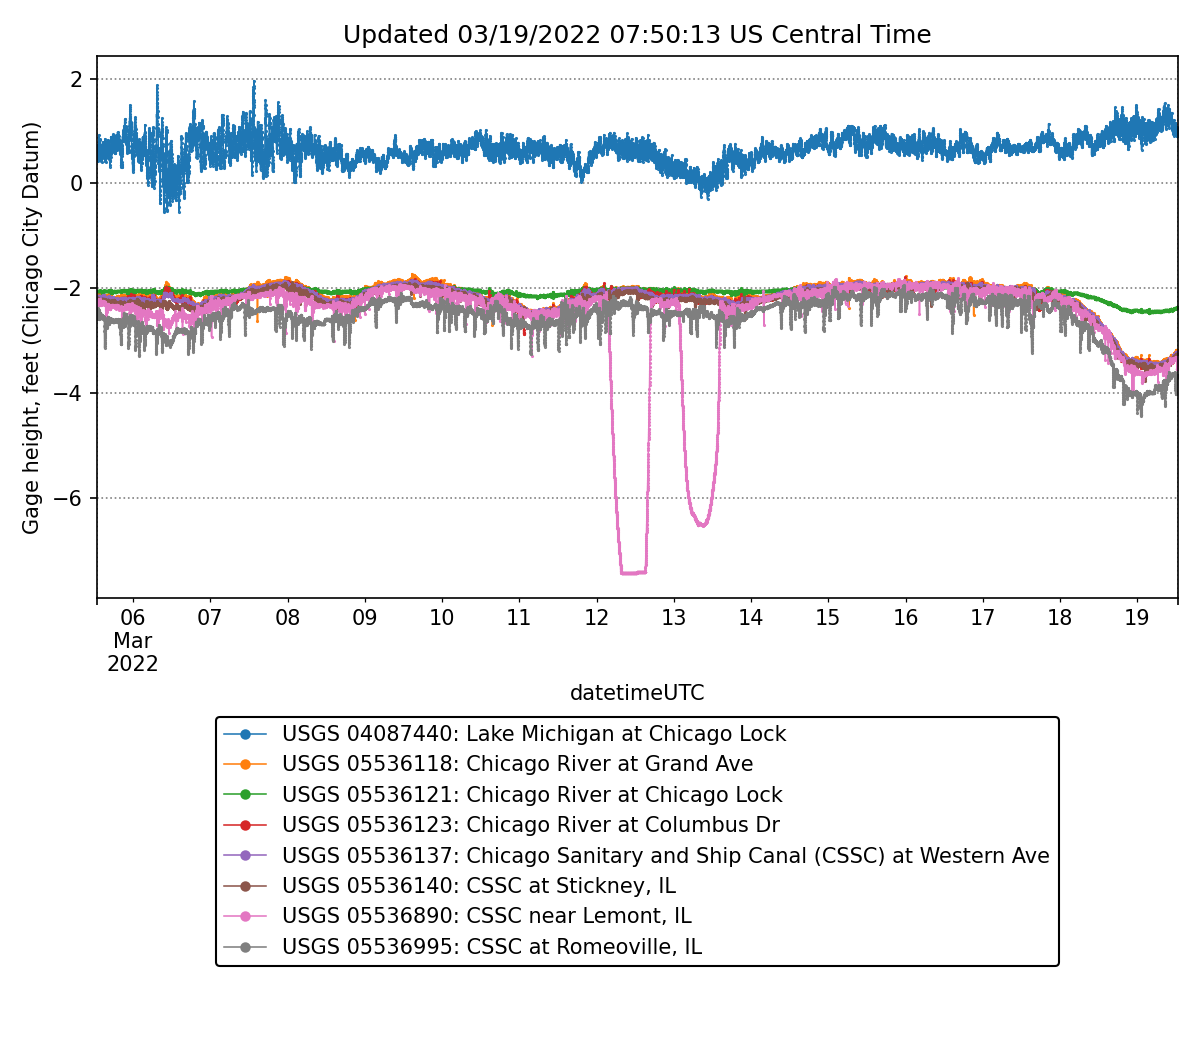 Updated 03/19/2022 07:50:13 US Central Time
Gage height, feet (Chicago City Datum)
2
0
−2
−4
−6
06 07 08 09 10 11 12 13 14 15 16 17 18 19
Mar
2022
datetimeUTC
USGS 04087440: Lake Michigan at Chicago Lock
USGS 05536118: Chicago River at Grand Ave
USGS 05536121: Chicago River at Chicago Lock
USGS 05536123: Chicago River at Columbus Dr
USGS 05536137: Chicago Sanitary and Ship Canal (CSSC) at Western Ave
USGS 05536140: CSSC at Stickney, IL
USGS 05536890: CSSC near Lemont, IL
USGS 05536995: CSSC at Romeoville, IL